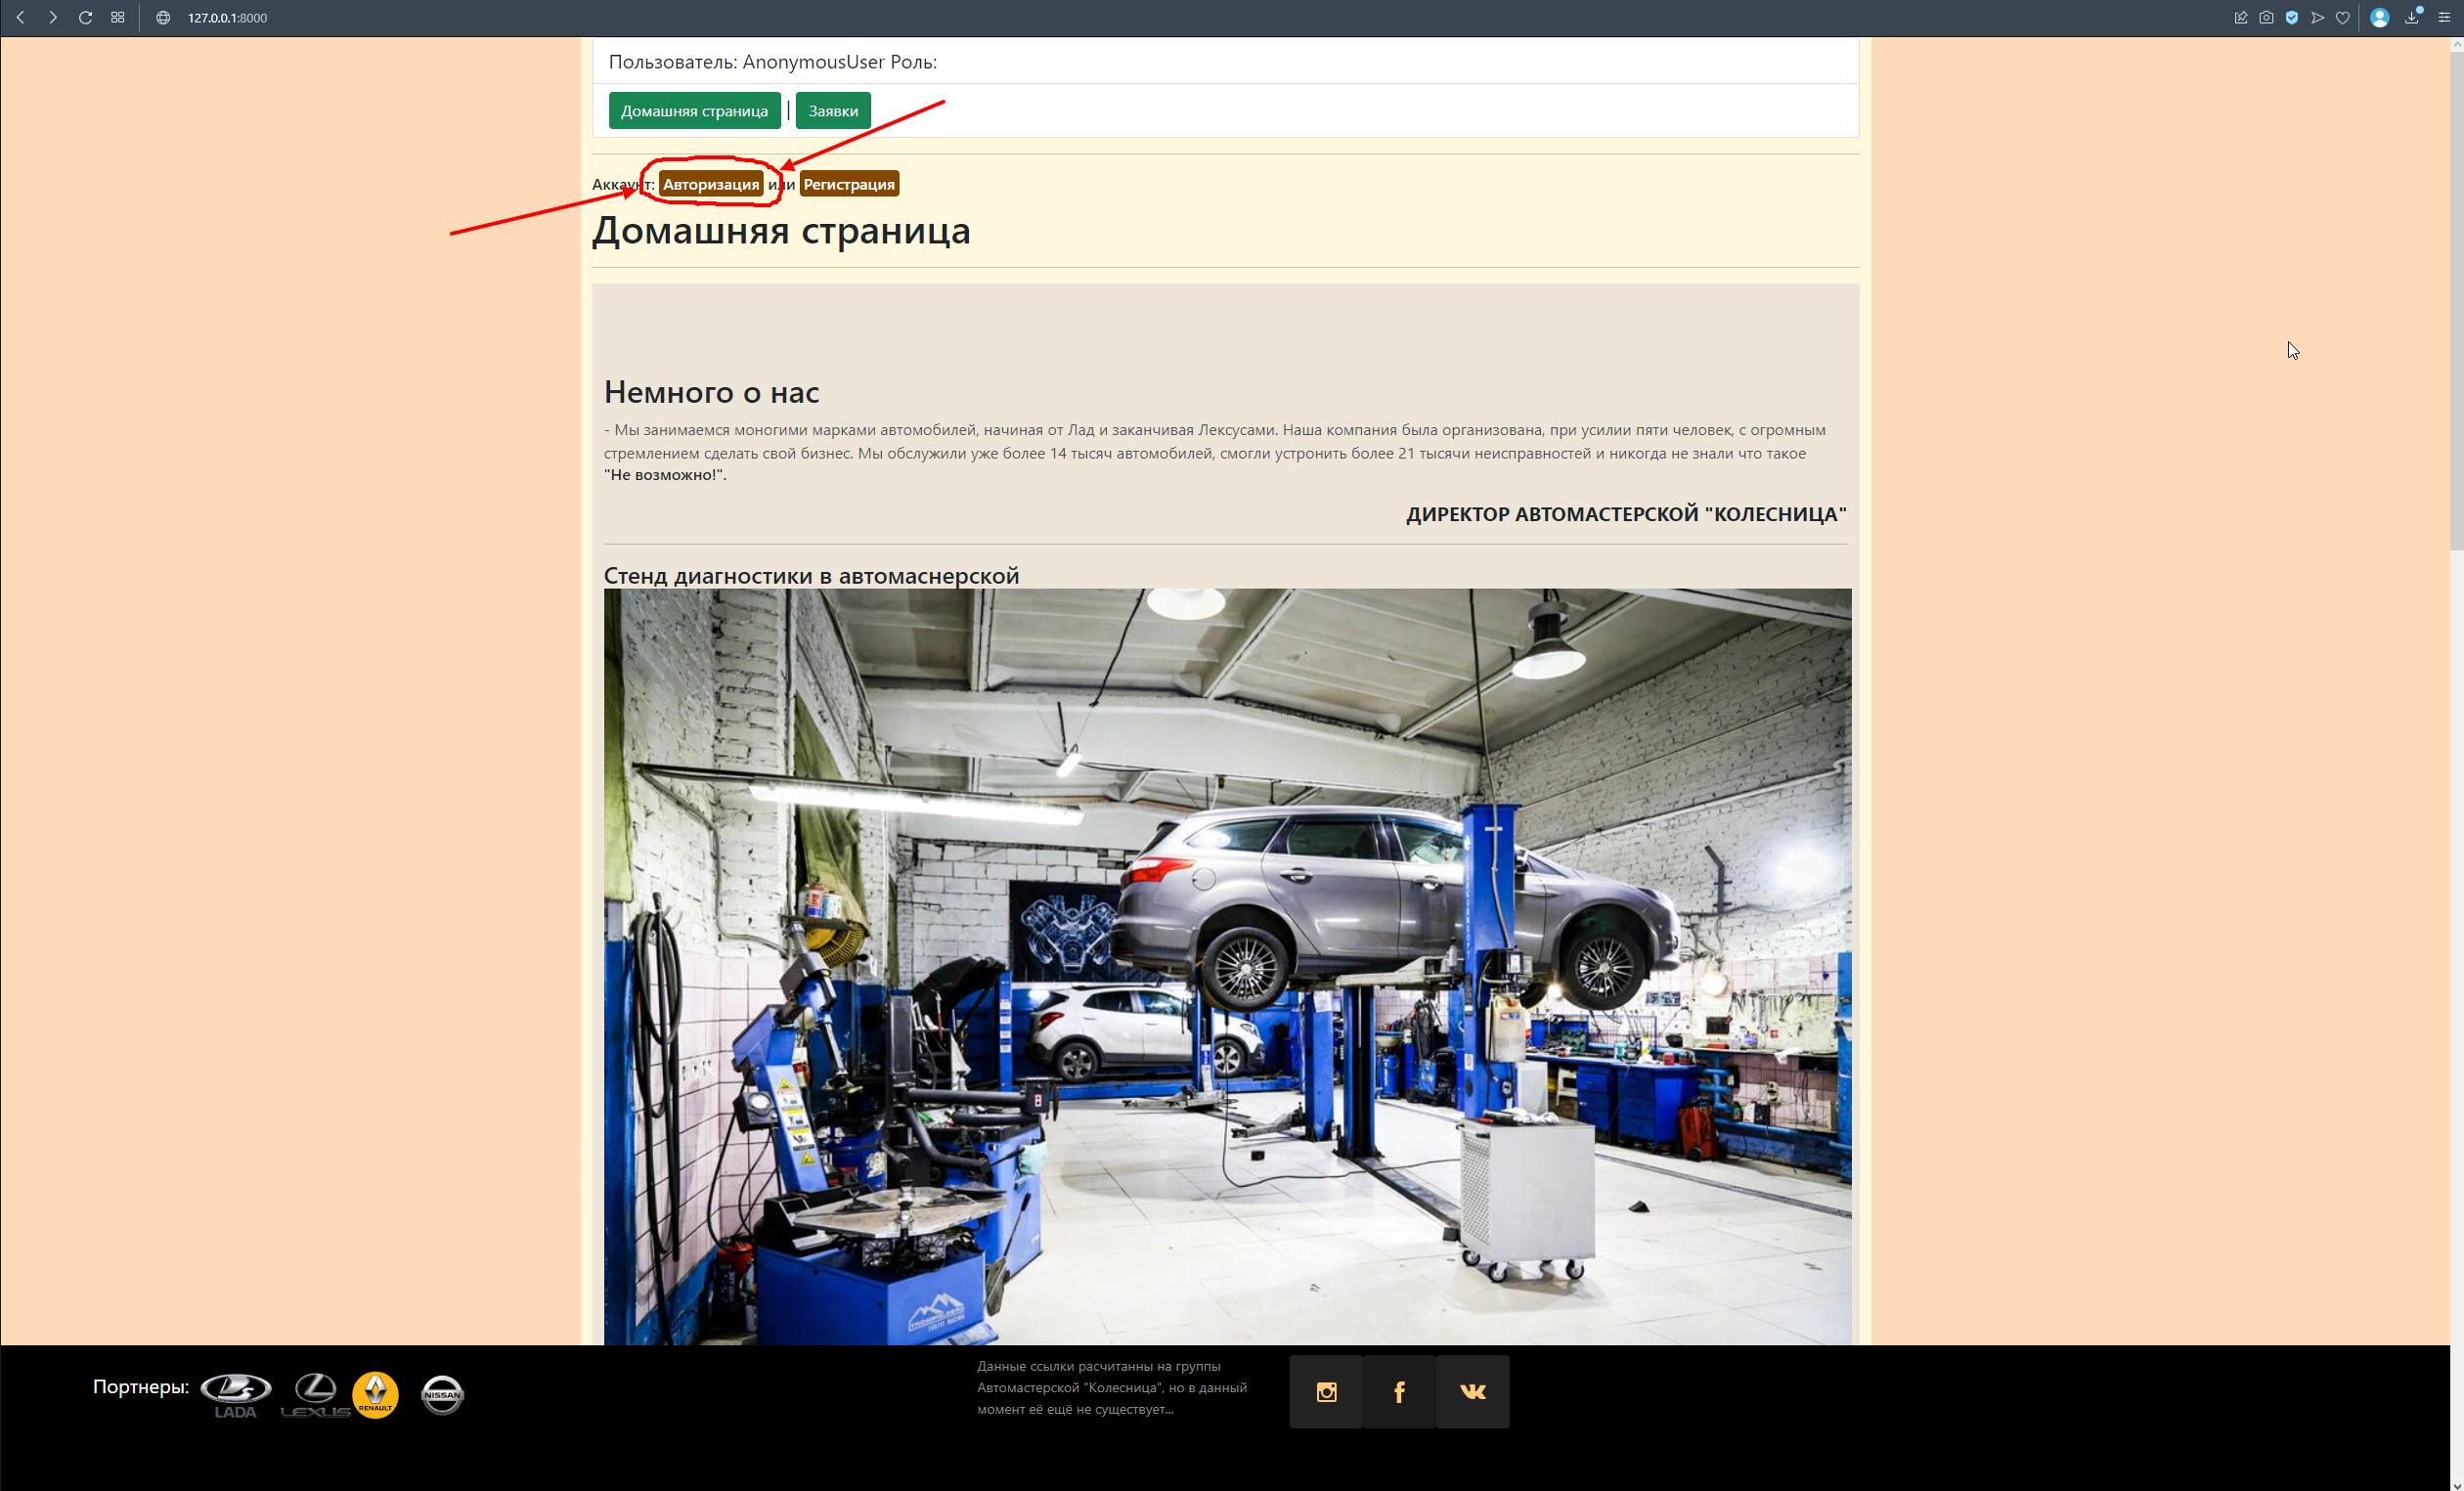 127.0.0.1:8000
Пользователь: AnonymousUser Роль:
Домашняя страница | Заявки
Аккаунт: Авторизация или Регистрация
Домашняя страница
Немного о нас
- Мы занимаемся моногими марками автомобилей, начиная от Лад и заканчивая Лексусами. Наша компания была организована, при усилии пяти человек, с огромным
стремлением сделать свой бизнес. Мы обслужили уже более 14 тысяч автомобилей, смогли устронить более 21 тысячи неисправностей и никогда не знали что такое
"Не возможно!".
ДИРЕКТОР АВТОМАСТЕРСКОЙ "КОЛЕСНИЦА"
Стенд диагностики в автомаснерской
Партнеры:
LADA
LEXUS
RENAULT
NISSAN
Данные ссылки расчитанны на группы
Автомастерской "Колесница", но в данный
момент её ещё не существует...